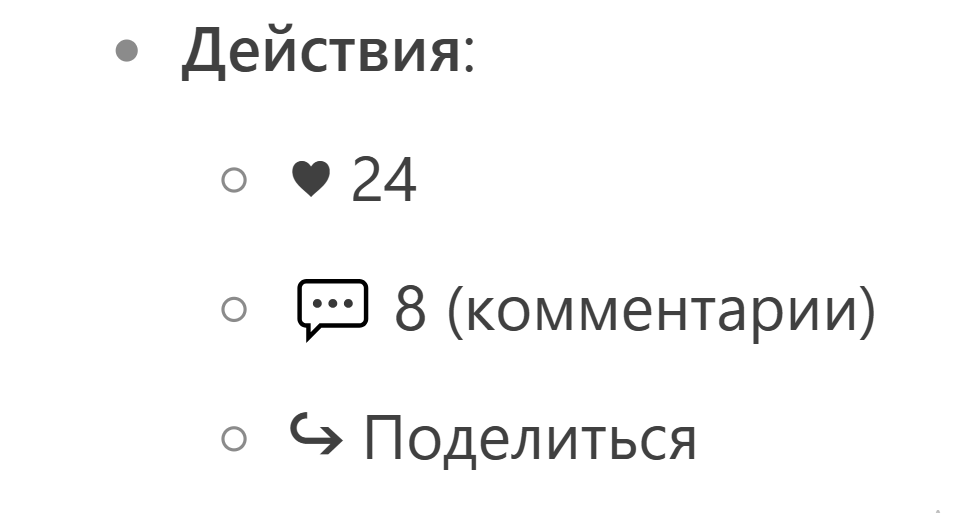 Действия:
♥ 24
💬 8 (комментарии)
↪ Поделиться